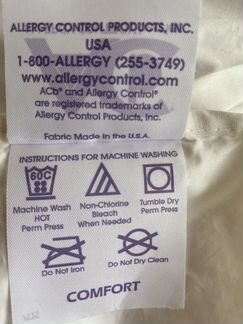 ALLERGY CONTROL PRODUCTS, INC.
USA
1-800-ALLERGY (255-3749)
www.allergycontrol.com
ACb® and Allergy Control®
are registered trademarks of
Allergy Control Products, Inc.
Fabric Made in the U.S.A.
INSTRUCTIONS FOR MACHINE WASHING
60C
Machine Wash
HOT
Perm Press
Non-Chlorine
Bleach
When Needed
Tumble Dry
Perm Press
Do Not Iron
Do Not Dry Clean
COMFORT